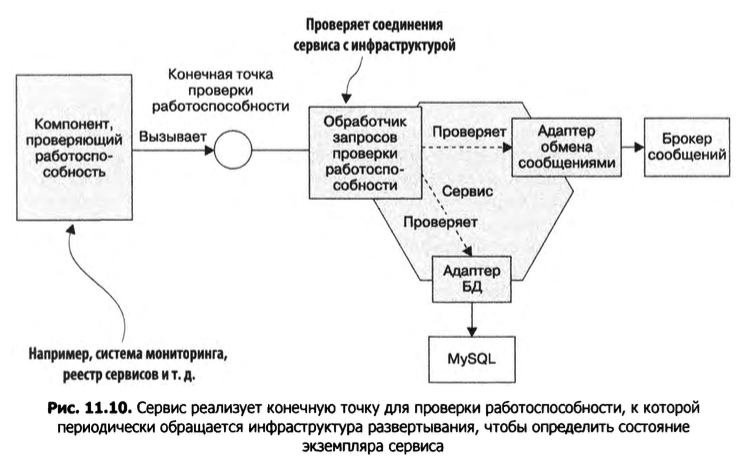 Проверяет соединения
сервиса с инфраструктурой
Конечная точка
проверки
работоспособности
Компонент,
проверяющий
работоспо-
собность
Вызывает
Обработчик
запросов
проверки
работоспо-
собности
Проверяет
Адаптер
обмена
сообщениями
Брокер
сообщений
Сервис
Проверяет
Адаптер
БД
MySQL
Например, система мониторинга,
реестр сервисов и т. д.
Рис. 11.10. Сервис реализует конечную точку для проверки работоспособности, к которой
периодически обращается инфраструктура развертывания, чтобы определить состояние
экземпляра сервиса